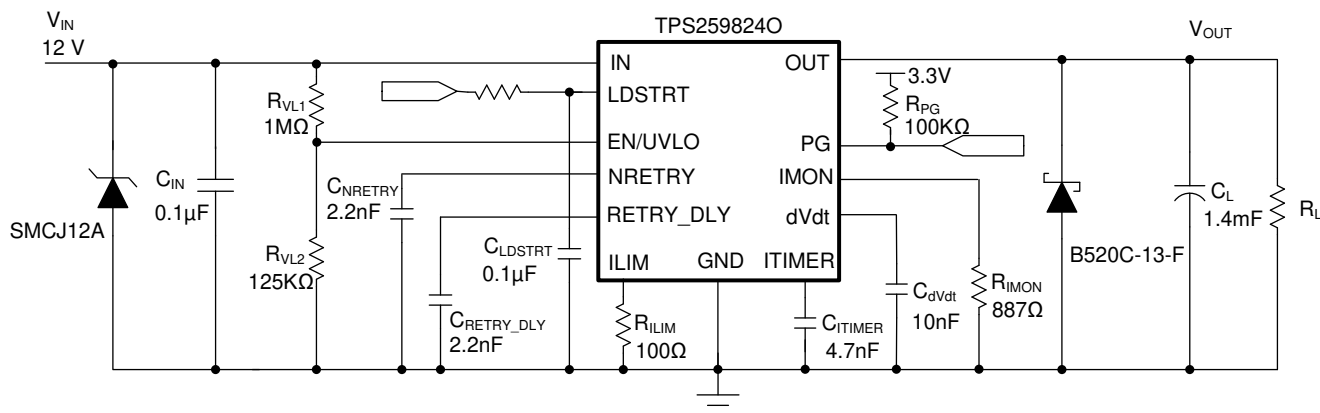 TPS259824O
VIN
12 V
VOUT
IN
OUT
3.3V
LDSTRT
RPG
100KΩ
RVL1
1MΩ
EN/UVLO
PG
CIN
0.1µF
CNRETRY
2.2nF
NRETRY
IMON
RETRY_DLY
dVdt
CL
1.4mF
RL
SMCJ12A
RVL2
125KΩ
CLDSTRT
0.1µF
ILIM
GND
ITIMER
B520C-13-F
CdVdt
10nF
RIMON
887Ω
CRETRY_DLY
2.2nF
RILIM
100Ω
CITIMER
4.7nF